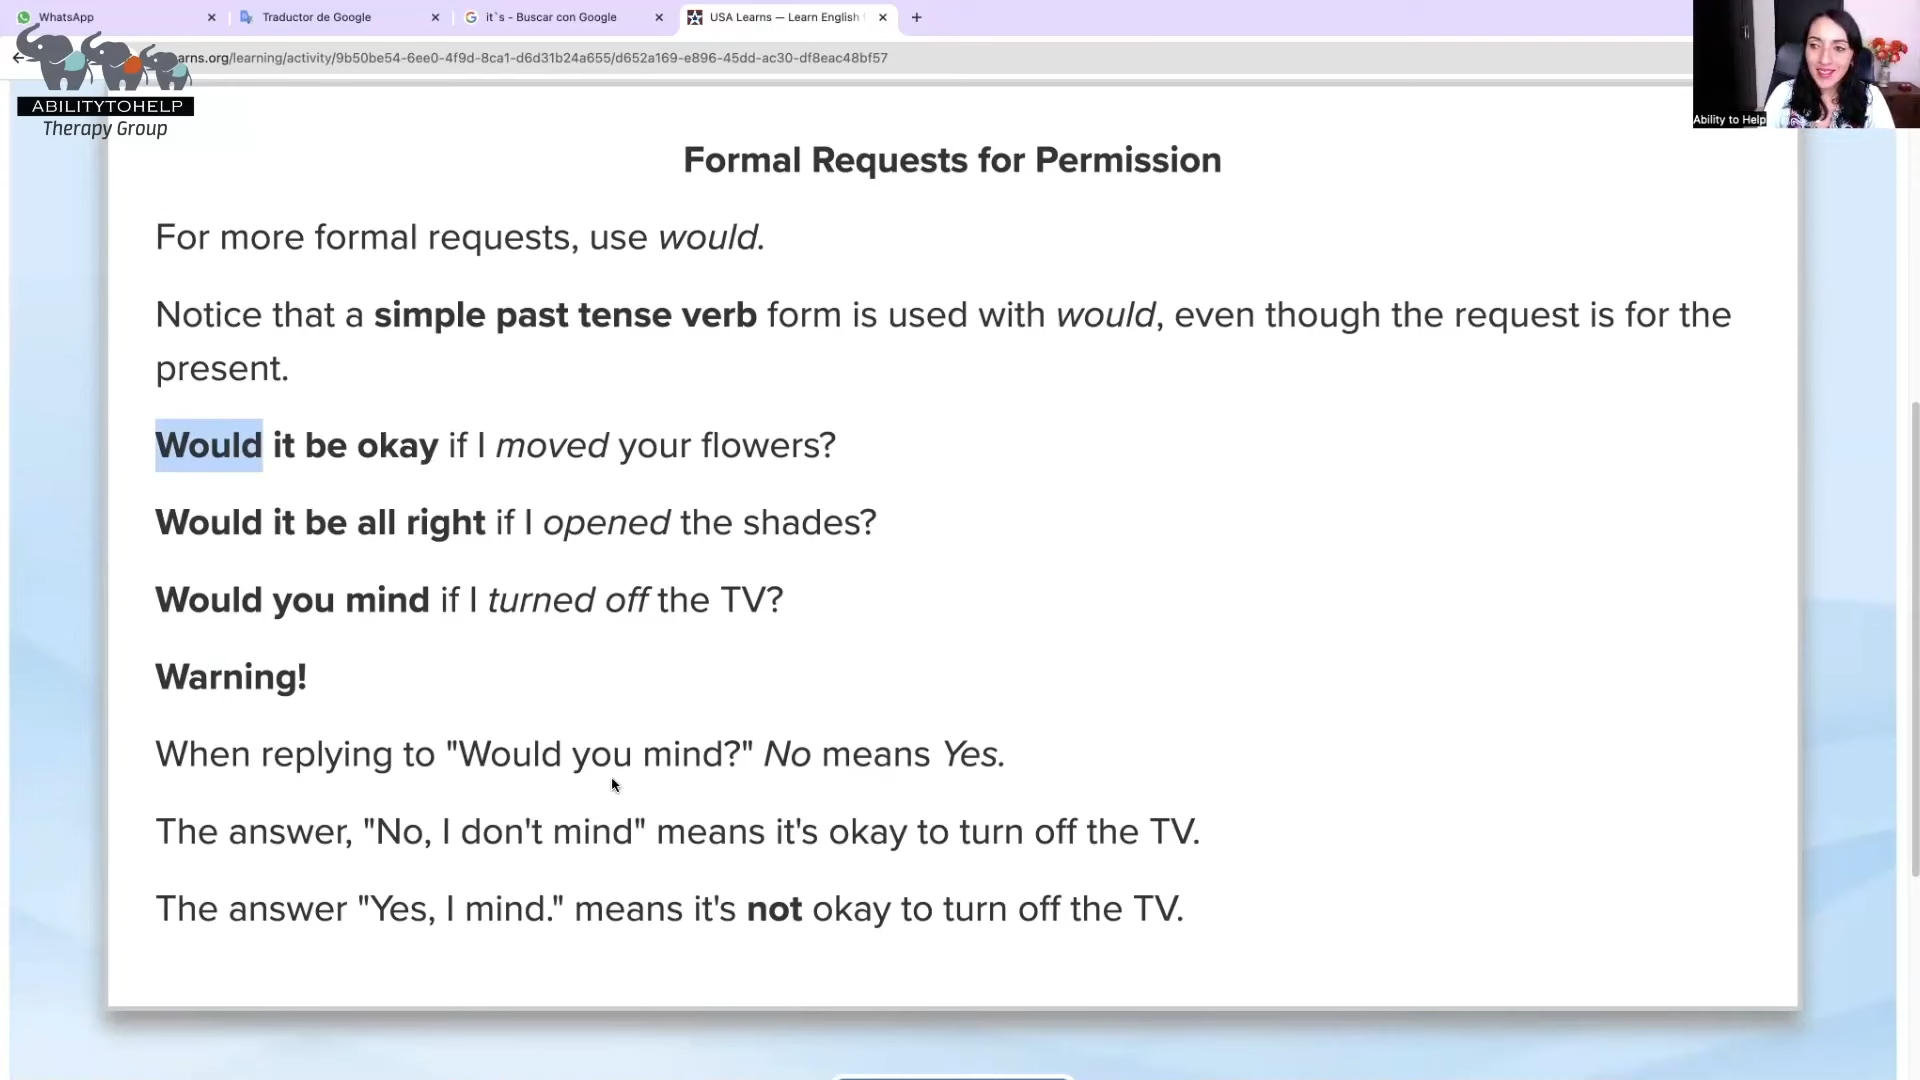 WhatsApp
Traductor de Google
it`s - Buscar con Google
USA Learns — Learn English
arns.org/learning/activity/9b50be54-6ee0-4f9d-8ca1-d6d31b24a655/d652a169-e896-45dd-ac30-df8eac48bf57
ABILITYTOHELP
Therapy Group
Ability to Help
Formal Requests for Permission
For more formal requests, use would.
Notice that a simple past tense verb form is used with would, even though the request is for the
present.
Would it be okay if I moved your flowers?
Would it be all right if I opened the shades?
Would you mind if I turned off the TV?
Warning!
When replying to "Would you mind?" No means Yes.
The answer, "No, I don't mind" means it's okay to turn off the TV.
The answer "Yes, I mind." means it's not okay to turn off the TV.